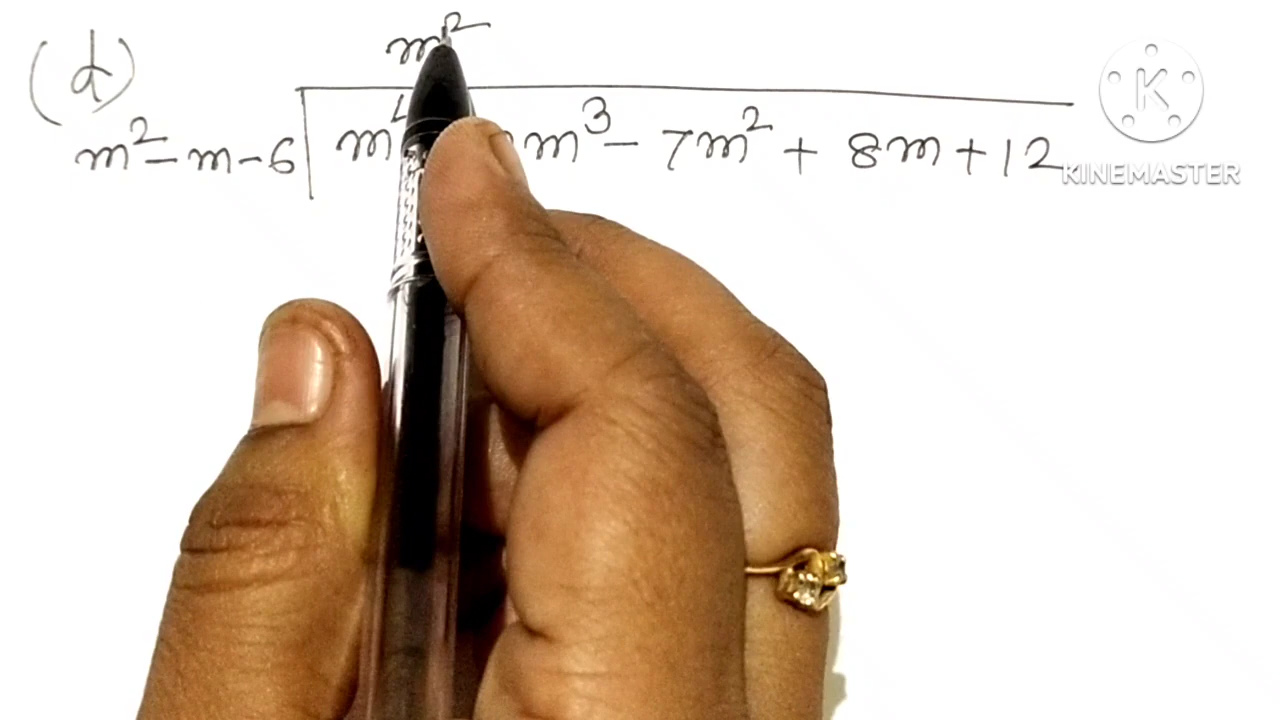 m²
(d)
m²-m-6 m⁴ m³ - 7m² + 8m + 12
K
KINEMASTER